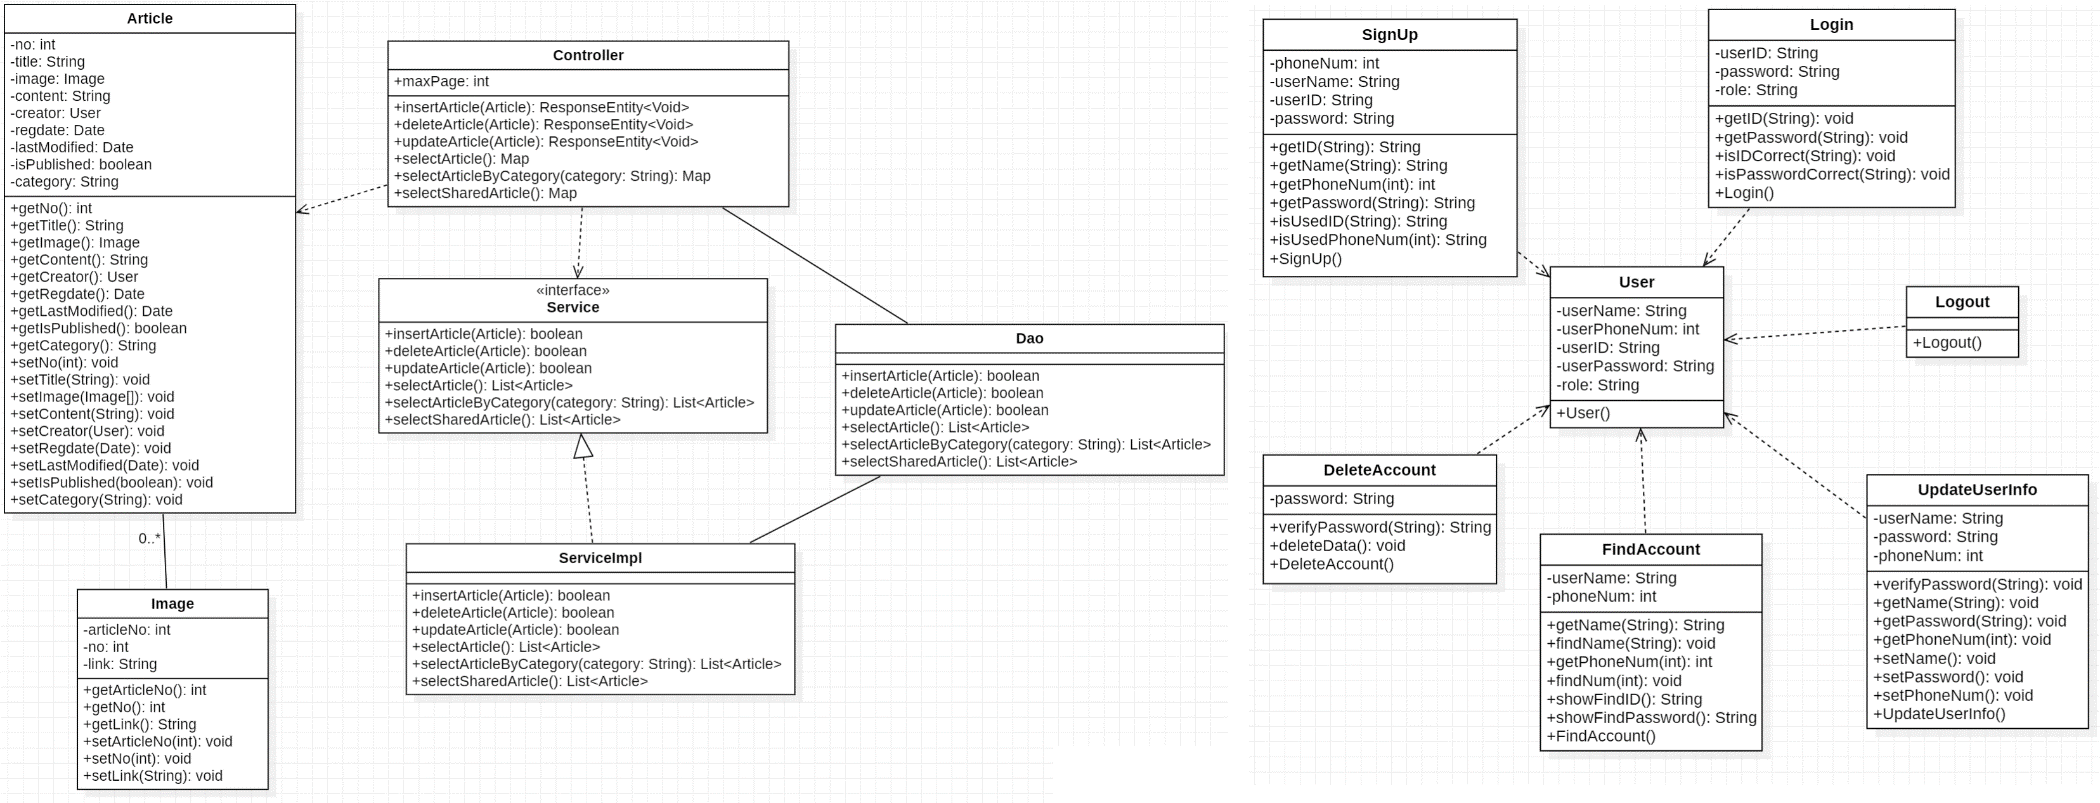 Article
-no: int
-title: String
-image: Image
-content: String
-creator: User
-regdate: Date
-lastModified: Date
-isPublished: boolean
-category: String
+getNo(): int
+getTitle(): String
+getImage(): Image
+getContent(): String
+getCreator(): User
+getRegdate(): Date
+getLastModified(): Date
+getIsPublished(): boolean
+getCategory(): String
+setNo(int): void
+setTitle(String): void
+setImage(Image[]): void
+setContent(String): void
+setCreator(User): void
+setRegdate(Date): void
+setLastModified(Date): void
+setIsPublished(boolean): void
+setCategory(String): void
0..*
Image
-articleNo: int
-no: int
-link: String
+getArticleNo(): int
+getNo(): int
+getLink(): String
+setArticleNo(int): void
+setNo(int): void
+setLink(String): void
Controller
+maxPage: int
+insertArticle(Article): ResponseEntity<Void>
+deleteArticle(Article): ResponseEntity<Void>
+updateArticle(Article): ResponseEntity<Void>
+selectArticle(): Map
+selectArticleByCategory(category: String): Map
+selectSharedArticle(): Map
«interface»
Service
+insertArticle(Article): boolean
+deleteArticle(Article): boolean
+updateArticle(Article): boolean
+selectArticle(): List<Article>
+selectArticleByCategory(category: String): List<Article>
+selectSharedArticle(): List<Article>
Dao
+insertArticle(Article): boolean
+deleteArticle(Article): boolean
+updateArticle(Article): boolean
+selectArticle(): List<Article>
+selectArticleByCategory(category: String): List<Article>
+selectSharedArticle(): List<Article>
ServiceImpl
+insertArticle(Article): boolean
+deleteArticle(Article): boolean
+updateArticle(Article): boolean
+selectArticle(): List<Article>
+selectArticleByCategory(category: String): List<Article>
+selectSharedArticle(): List<Article>
SignUp
-phoneNum: int
-userName: String
-userID: String
-password: String
+getID(String): String
+getName(String): String
+getPhoneNum(int): int
+getPassword(String): String
+isUsedID(String): String
+isUsedPhoneNum(int): String
+SignUp()
Login
-userID: String
-password: String
-role: String
+getID(String): void
+getPassword(String): void
+isIDCorrect(String): void
+isPasswordCorrect(String): void
+Login()
User
-userName: String
-userPhoneNum: int
-userID: String
-userPassword: String
-role: String
+User()
Logout
+Logout()
DeleteAccount
-password: String
+verifyPassword(String): String
+deleteData(): void
+DeleteAccount()
FindAccount
-userName: String
-phoneNum: int
+getName(String): String
+findName(String): void
+getPhoneNum(int): int
+findNum(int): void
+showFindID(): String
+showFindPassword(): String
+FindAccount()
UpdateUserInfo
-userName: String
-password: String
-phoneNum: int
+verifyPassword(String): void
+getName(String): void
+getPassword(String): void
+getPhoneNum(int): void
+setName(): void
+setPassword(): void
+setPhoneNum(): void
+UpdateUserInfo()